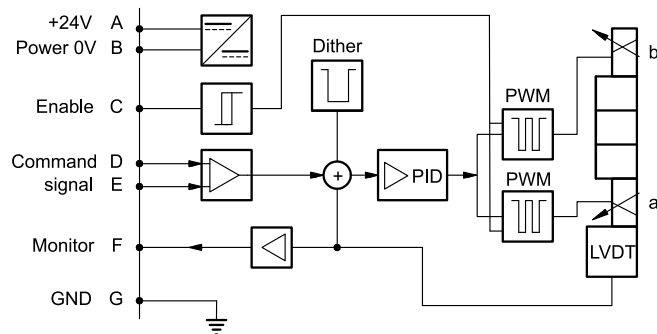 +24V A
Power 0V B
Dither
b
Enable C
PWM
Command D
signal E
PID
PWM
a
Monitor F
LVDT
GND G